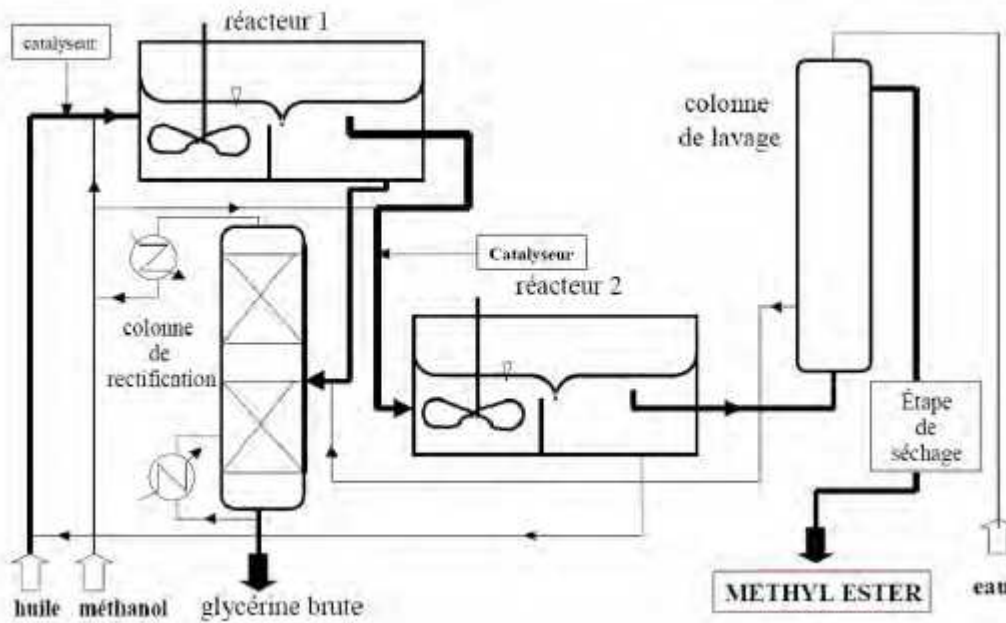 réacteur 1
catalyseur
colonne
de lavage
Catalyseur
réacteur 2
colonne
de
rectification
Étape
de
séchage
huile
méthanol
glycérine brute
METHYL ESTER
eau